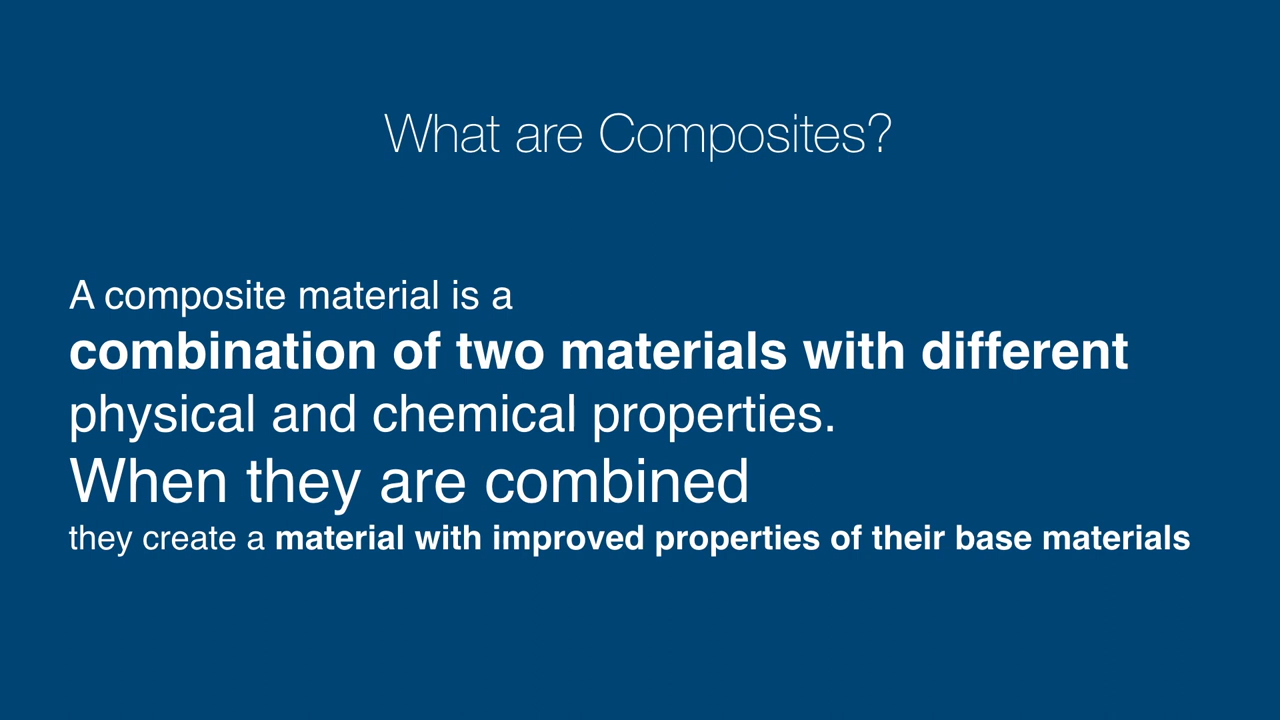 What are Composites?
A composite material is a
combination of two materials with different
physical and chemical properties.
When they are combined
they create a material with improved properties of their base materials